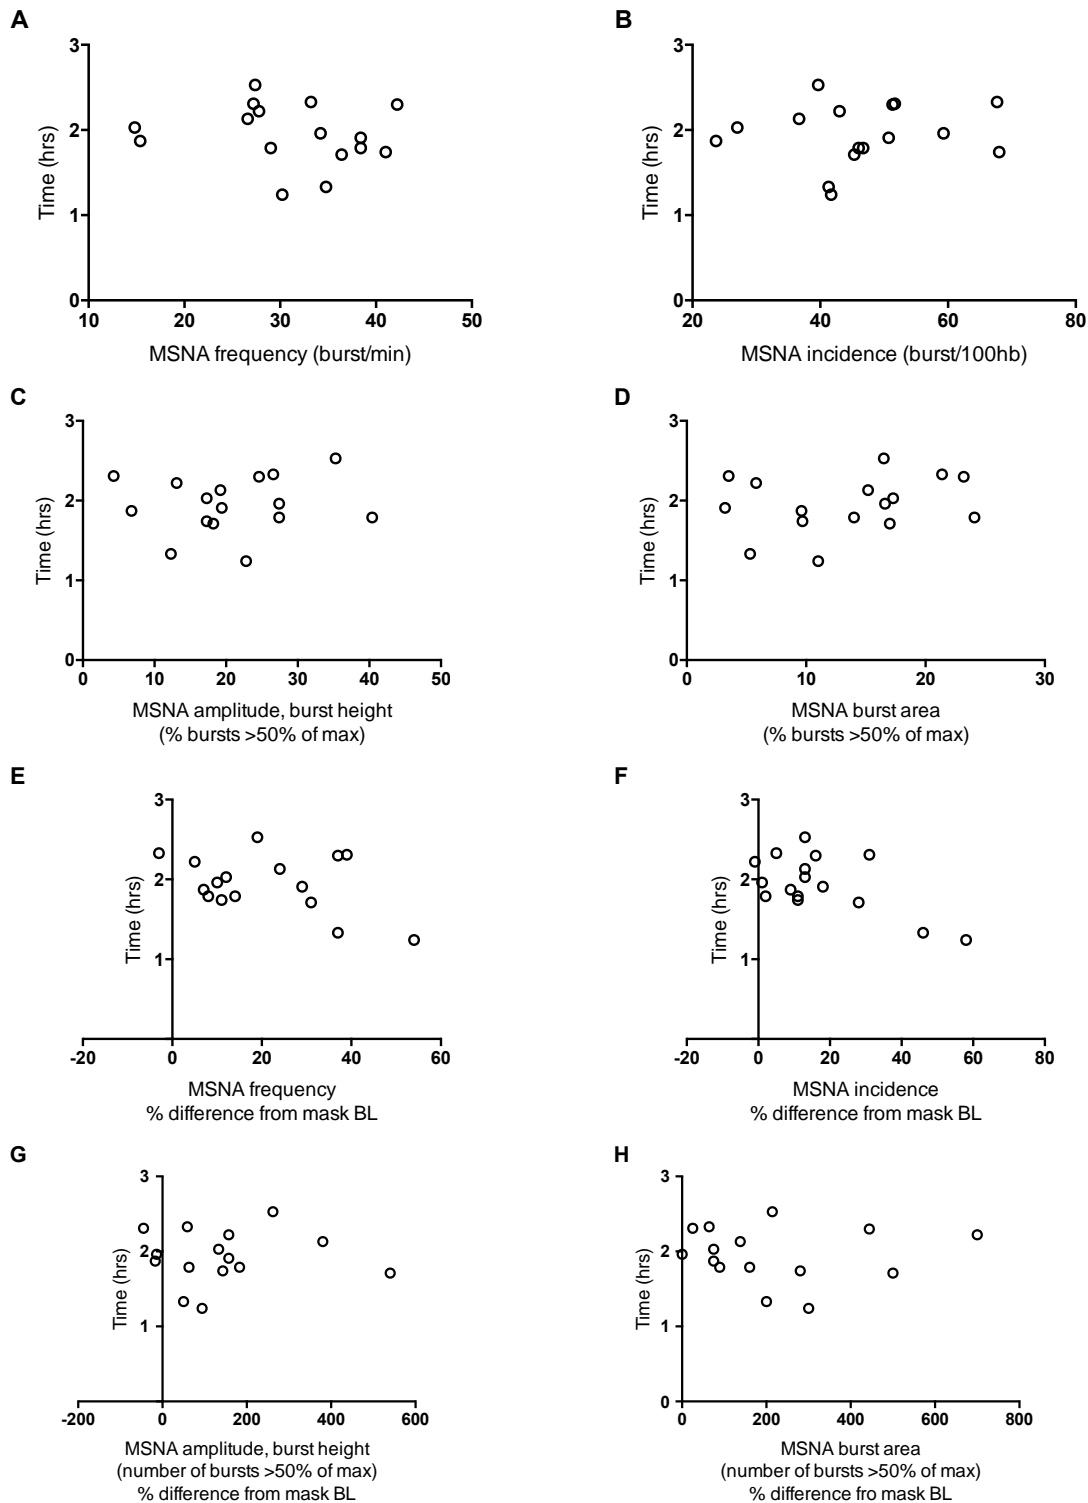 A
3
2
1
0
Time (hrs)
10 20 30 40 50
MSNA frequency (burst/min)
B
3
2
1
0
Time (hrs)
20 40 60 80
MSNA incidence (burst/100hb)
C
3
2
1
0
Time (hrs)
0 10 20 30 40 50
MSNA amplitude, burst height
(% bursts >50% of max)
D
3
2
1
0
Time (hrs)
0 10 20 30
MSNA burst area
(% bursts >50% of max)
E
3
2
1
Time (hrs)
-20 0 20 40 60
MSNA frequency
% difference from mask BL
F
3
2
1
Time (hrs)
-20 0 20 40 60 80
MSNA incidence
% difference from mask BL
G
3
2
1
Time (hrs)
-200 0 200 400 600
MSNA amplitude, burst height
(number of bursts >50% of max)
% difference from mask BL
H
3
2
1
0
Time (hrs)
0 200 400 600 800
MSNA burst area
(number of bursts >50% of max)
% difference fro mask BL